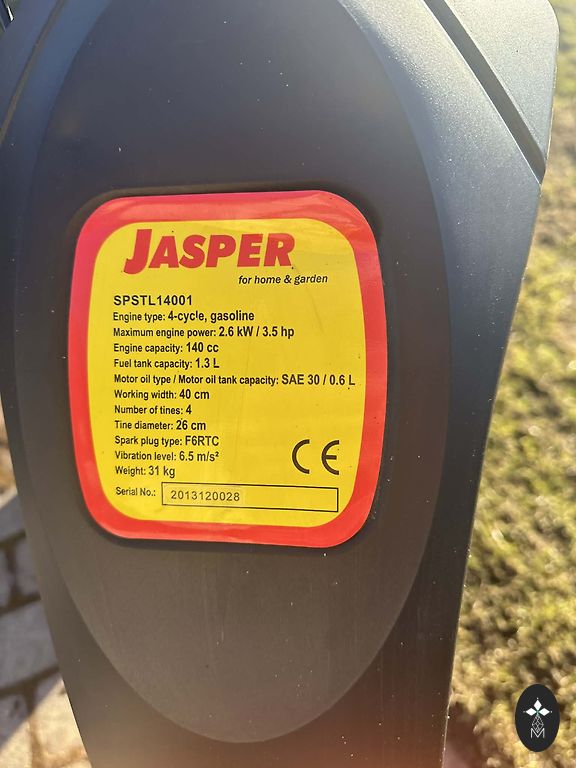 JASPER
for home & garden
SPSTL14001
Engine type: 4-cycle, gasoline
Maximum engine power: 2.6 kW / 3.5 hp
Engine capacity: 140 cc
Fuel tank capacity: 1.3 L
Motor oil type / Motor oil tank capacity: SAE 30 / 0.6 L
Working width: 40 cm
Number of tines: 4
Tine diameter: 26 cm
Spark plug type: F6RTC
Vibration level: 6.5 m/s²
Weight: 31 kg
CE
Serial No.: 2013120028
M